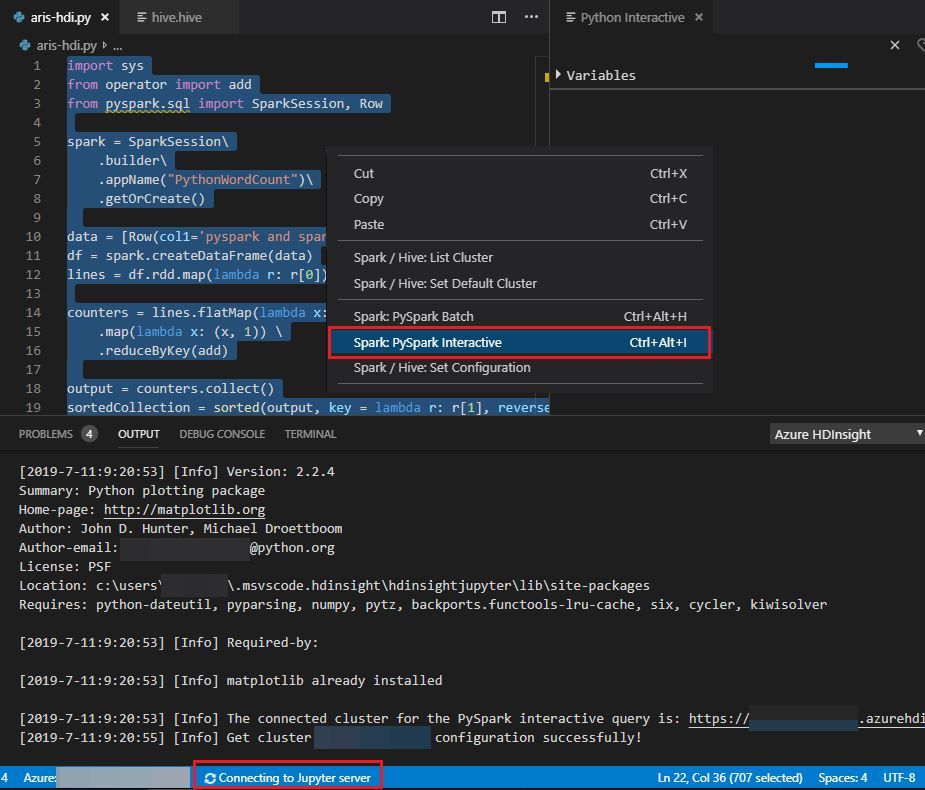 aris-hdi.py
hive.hive
Python Interactive
aris-hdi.py ...
Variables
1 import sys
2 from operator import add
3 from pyspark.sql import SparkSession, Row
4
5 spark = SparkSession\
6 .builder\
7 .appName("PythonWordCount")\
8 .getOrCreate()
9
10 data = [Row(col1='pyspark and spar
11 df = spark.createDataFrame(data)
12 lines = df.rdd.map(lambda r: r[0])
13
14 counters = lines.flatMap(lambda x:
15 .map(lambda x: (x, 1)) \
16 .reduceByKey(add)
17
18 output = counters.collect()
19 sortedCollection = sorted(output, key = lambda r: r[1], reverse
Cut Ctrl+X
Copy Ctrl+C
Paste Ctrl+V
Spark / Hive: List Cluster
Spark / Hive: Set Default Cluster
Spark: PySpark Batch Ctrl+Alt+H
Spark: PySpark Interactive Ctrl+Alt+I
Spark / Hive: Set Configuration
PROBLEMS 4 OUTPUT DEBUG CONSOLE TERMINAL Azure HDInsight
[2019-7-11:9:20:53] [Info] Version: 2.2.4
Summary: Python plotting package
Home-page: http://matplotlib.org
Author: John D. Hunter, Michael Droettboom
Author-email: @python.org
License: PSF
Location: c:\users\ \.msvscode.hdinsight\hdinsightjupyter\lib\site-packages
Requires: python-dateutil, pyparsing, numpy, pytz, backports.functools-lru-cache, six, cycler, kiwisolver
[2019-7-11:9:20:53] [Info] Required-by:
[2019-7-11:9:20:53] [Info] matplotlib already installed
[2019-7-11:9:20:53] [Info] The connected cluster for the PySpark interactive query is: https:// .azurehdi
[2019-7-11:9:20:55] [Info] Get cluster configuration successfully!
4 Azure: Connecting to Jupyter server Ln 22, Col 36 (707 selected) Spaces: 4 UTF-8